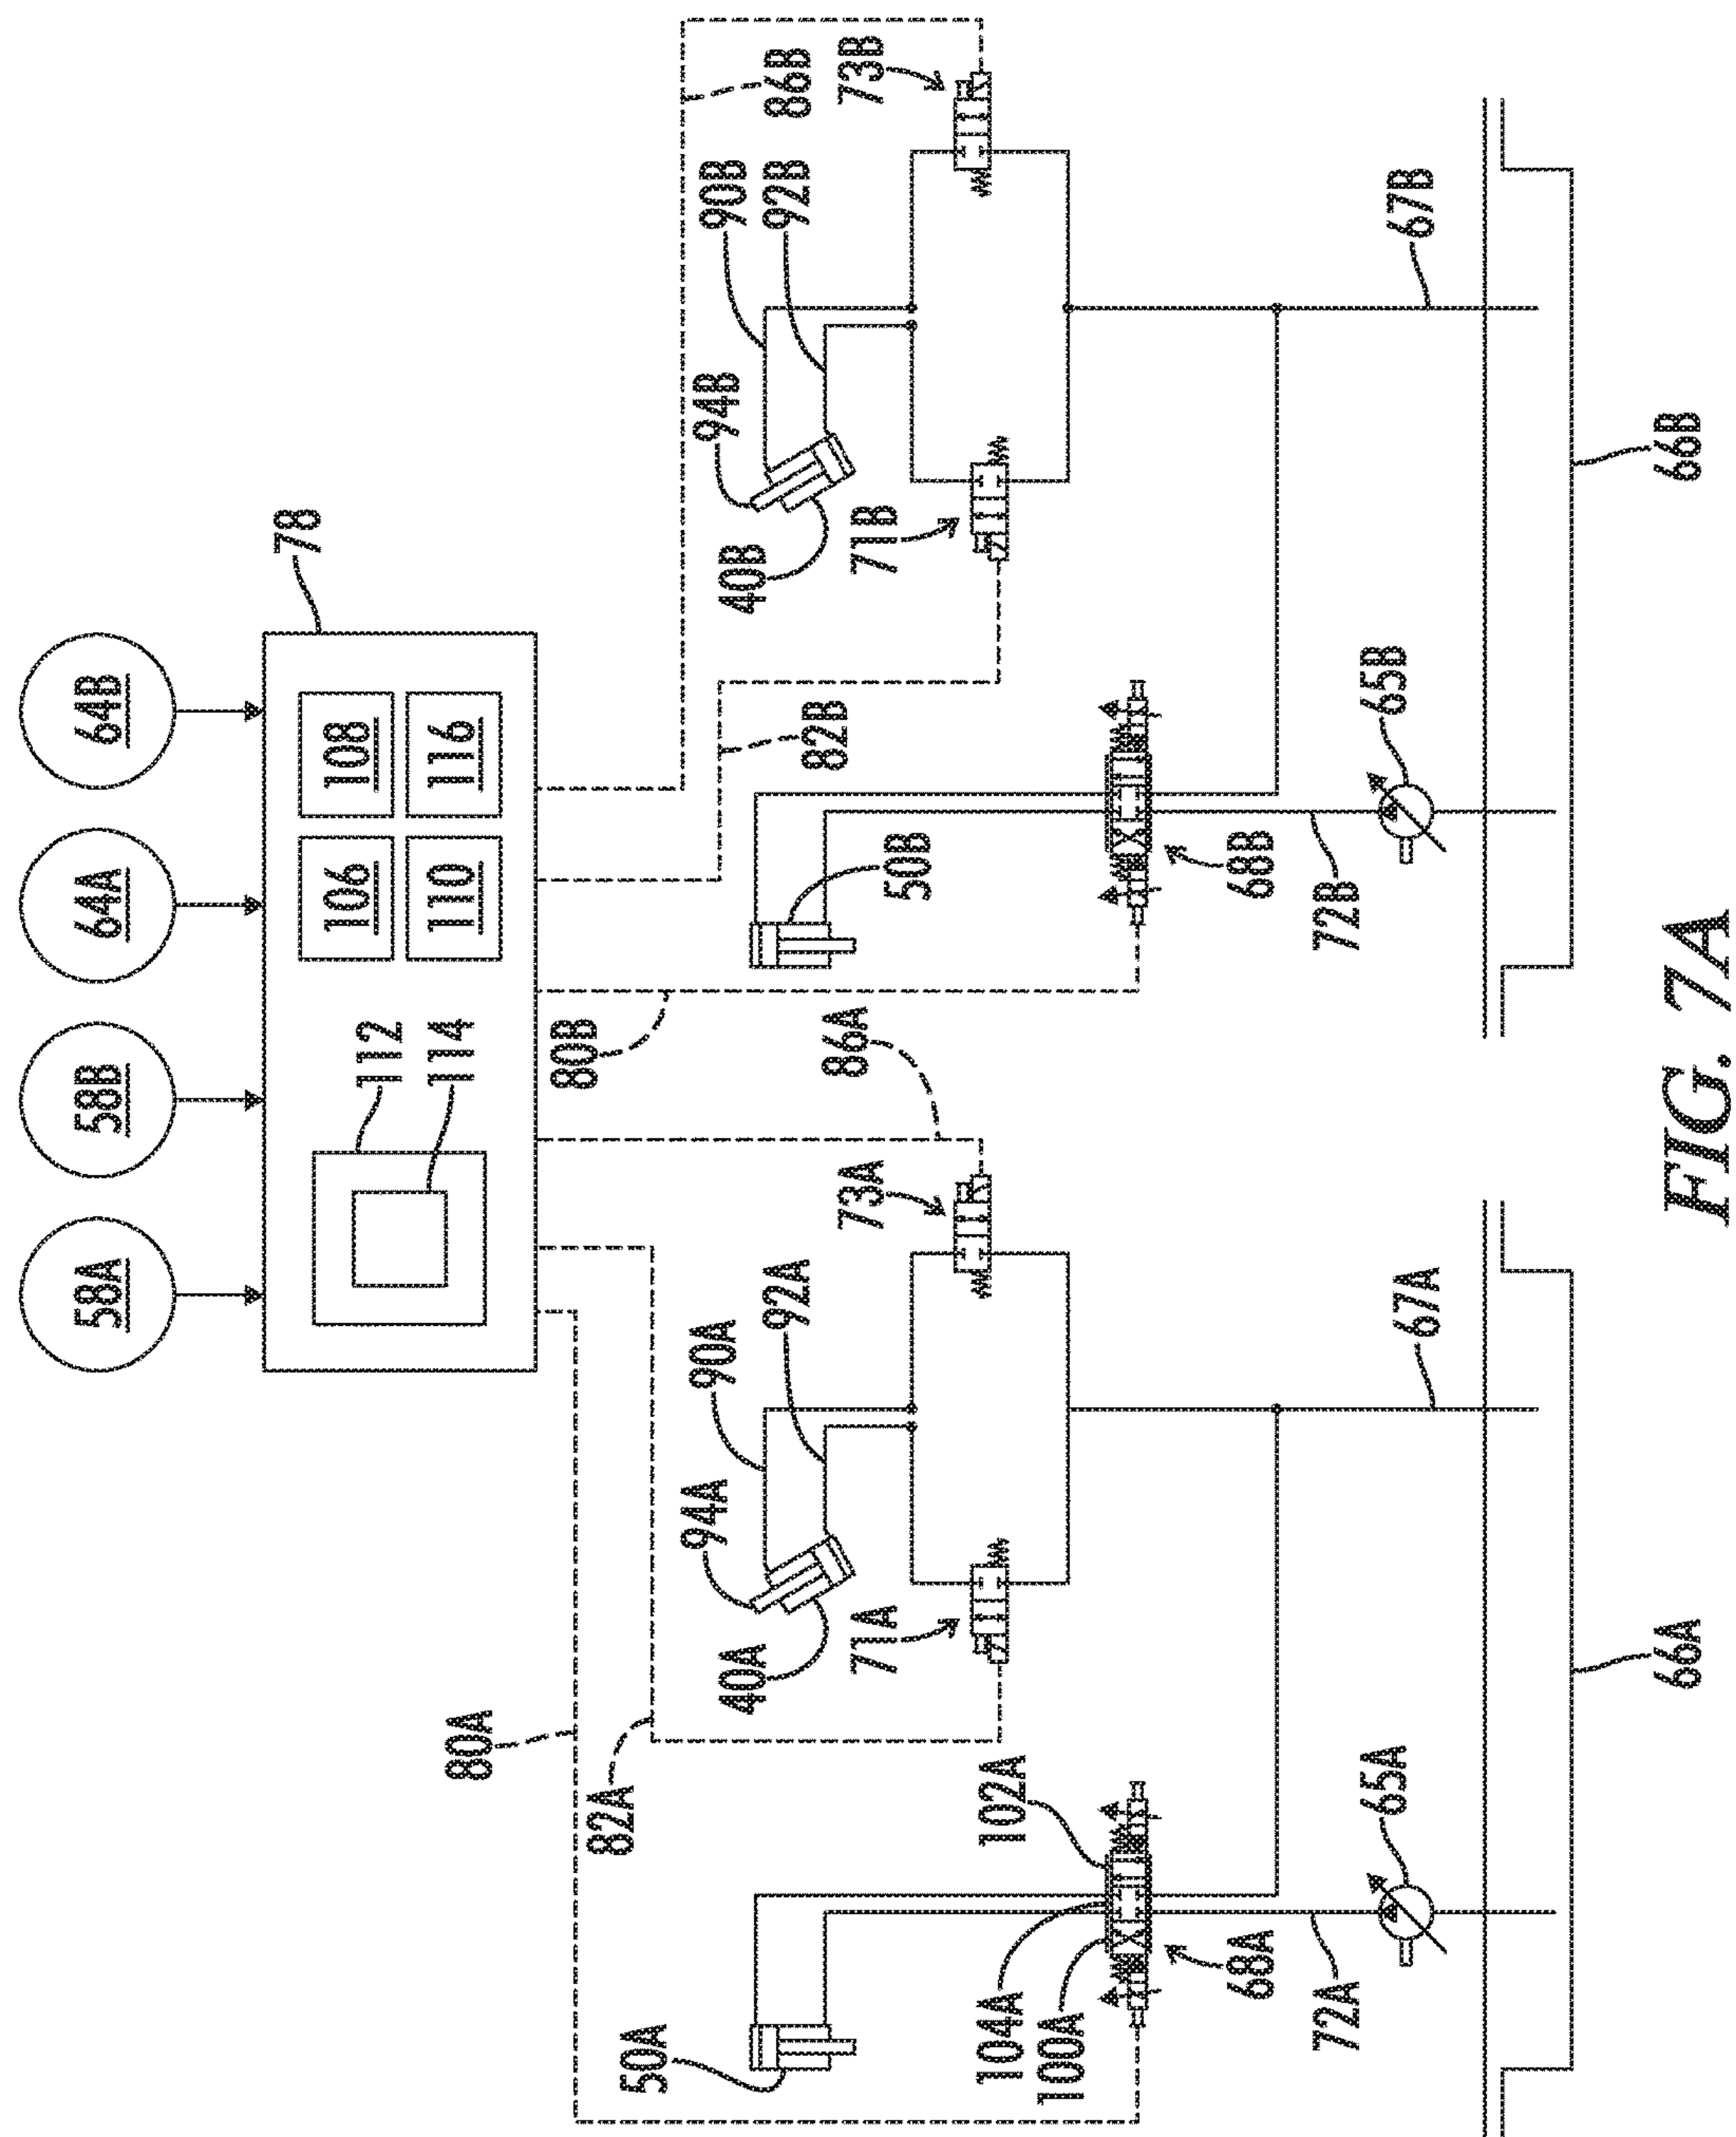 58A
58B
64A
64B
78
112
114
106
108
110
116
80A
82A
80B
86A
82B
86B
94A
90A
92A
40A
71A
73A
50A
104A
100A
102A
68A
72A
65A
67A
66A
94B
90B
92B
40B
71B
73B
50B
68B
72B
65B
67B
66B
FIG. 7A